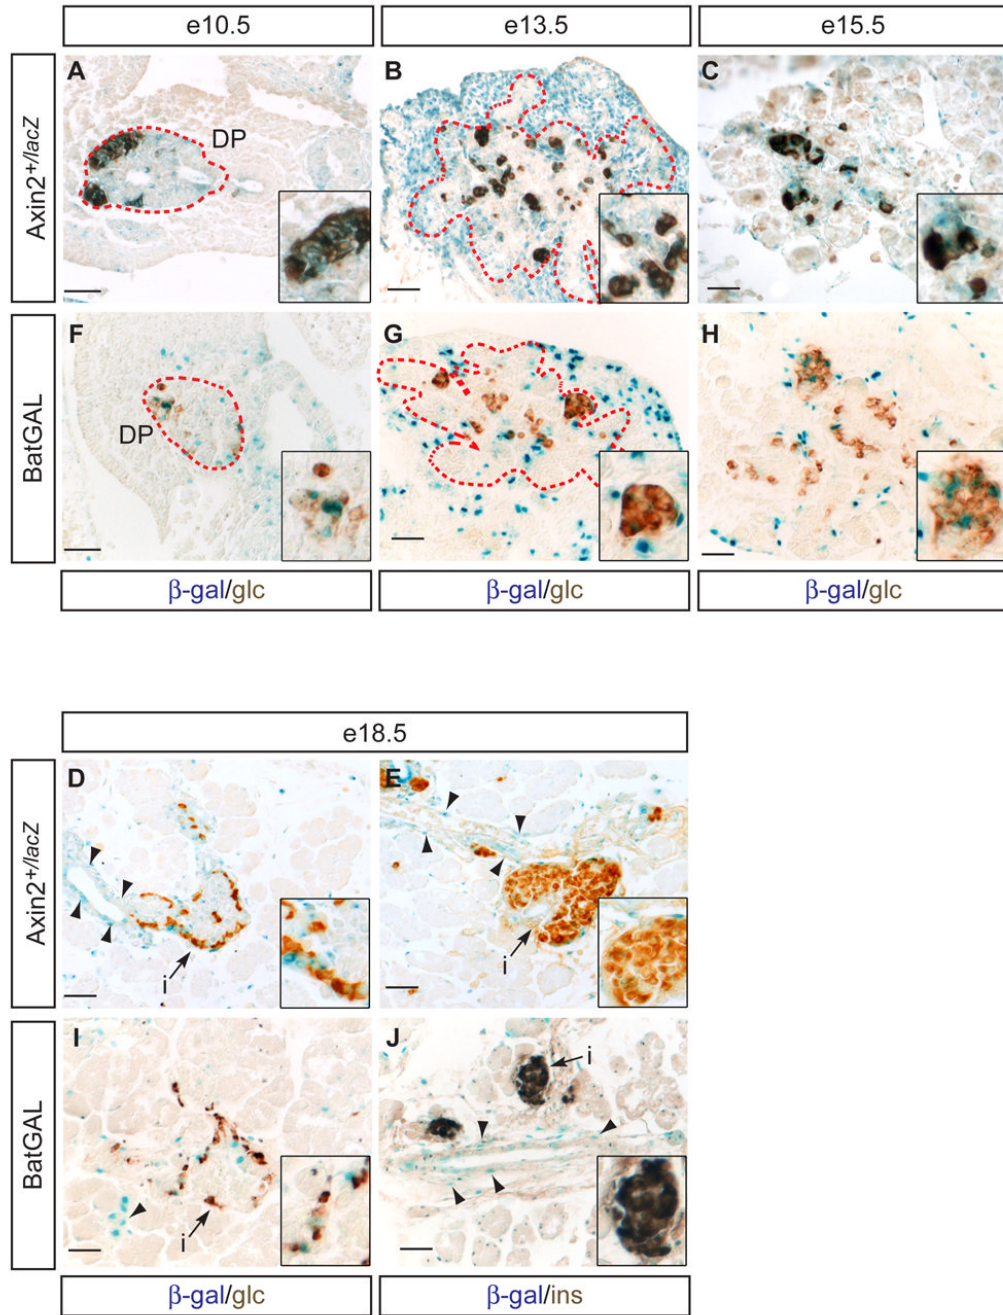 e10.5
e13.5
e15.5
Axin2+/lacZ
A
DP
B
C
BatGAL
F
DP
G
H
β-gal/glc
β-gal/glc
β-gal/glc
e18.5
Axin2+/lacZ
D
i
E
i
BatGAL
I
i
J
i
β-gal/glc
β-gal/ins